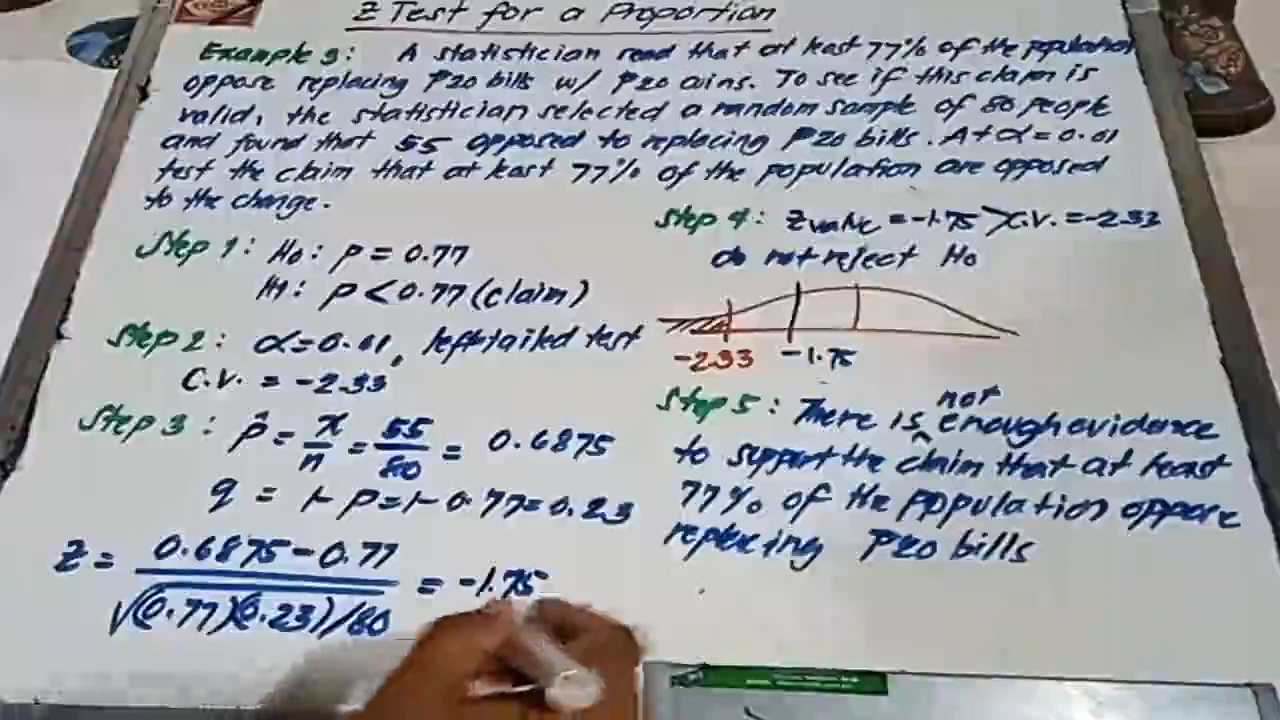 Z Test for a Proportion
Example 3: A statistician read that at least 77% of the population
oppose replacing ₱20 bills w/ ₱20 coins. To see if this claim is
valid, the statistician selected a random sample of 80 people
and found that 55 opposed to replacing ₱20 bills. At α = 0.01
test the claim that at least 77% of the population are opposed
to the change.
Step 1: Ho: p = 0.77
H1: p < 0.77 (claim)
Step 2: α = 0.01, left tailed test
C.V. = -2.33
Step 3: p̂ = x/n = 55/80 = 0.6875
q = 1 - p = 1 - 0.77 = 0.23
Z = 0.6875 - 0.77 / √(0.77)(0.23)/80 = -1.75
Step 4: Z value = -1.75 > C.V. = -2.33
do not reject Ho
-2.33 -1.75
Step 5: There is not enough evidence
to support the claim that at least
77% of the population oppose
replacing ₱20 bills